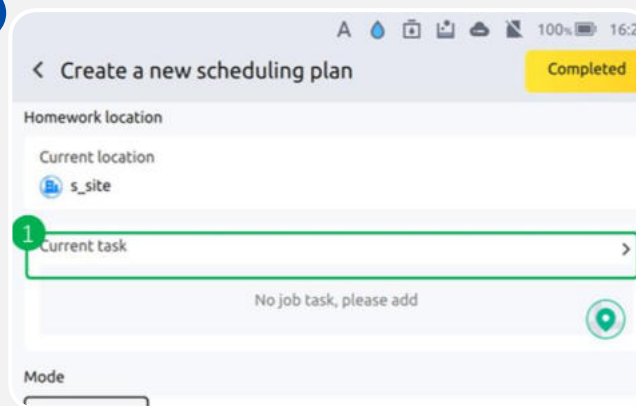 A 100% 16:2
< Create a new scheduling plan Completed
Homework location
Current location
s_site
1
Current task >
No job task, please add
Mode